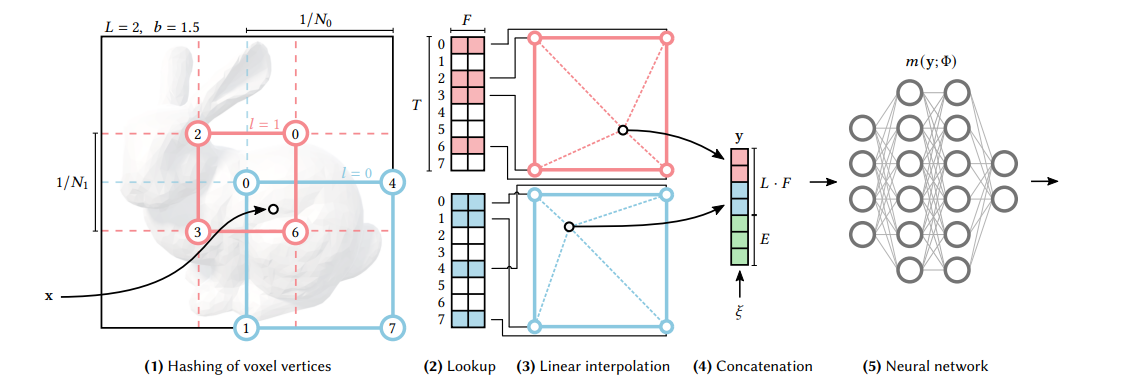 L = 2, b = 1.5
1/N₀
l = 1
2
0
l = 0
0
4
1/N₁
3
6
x
1
7
(1) Hashing of voxel vertices
F
T
0
1
2
3
4
5
6
7
0
1
2
3
4
5
6
7
(2) Lookup
(3) Linear interpolation
y
L · F
E
ξ
(4) Concatenation
m(y; Φ)
(5) Neural network